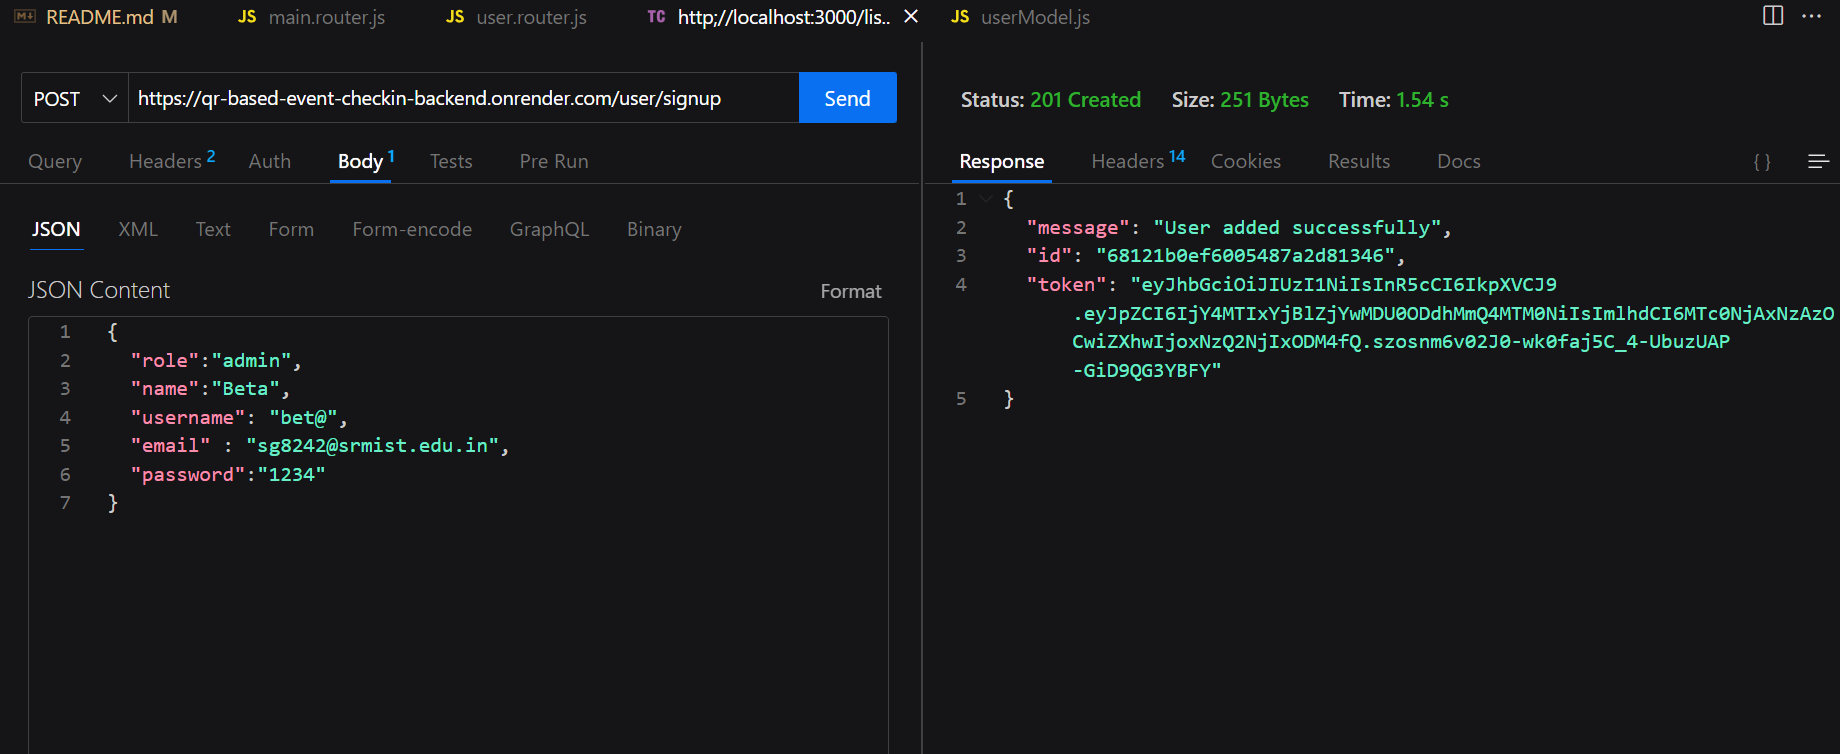 README.md M JS main.router.js JS user.router.js TC http;//localhost:3000/lis.. JS userModel.js
POST https://qr-based-event-checkin-backend.onrender.com/user/signup Send
Query Headers 2 Auth Body 1 Tests Pre Run
JSON XML Text Form Form-encode GraphQL Binary
JSON Content Format
1 {
2 "role":"admin",
3 "name":"Beta",
4 "username": "bet@",
5 "email" : "sg8242@srmist.edu.in",
6 "password":"1234"
7 }
Status: 201 Created Size: 251 Bytes Time: 1.54 s
Response Headers 14 Cookies Results Docs { }
1 {
2 "message": "User added successfully",
3 "id": "68121b0ef6005487a2d81346",
4 "token": "eyJhbGciOiJIUzI1NiIsInR5cCI6IkpXVCJ9
.eyJpZCI6IjY4MTIxYjBlZjYwMDU0ODdhMmQ4MTM0NiIsImlhdCI6MTc0NjAxNzAzO
CwiZXhwIjoxNzQ2NjIxODM4fQ.szosnm6v02J0-wk0faj5C_4-UbuzUAP
-GiD9QG3YBFY"
5 }